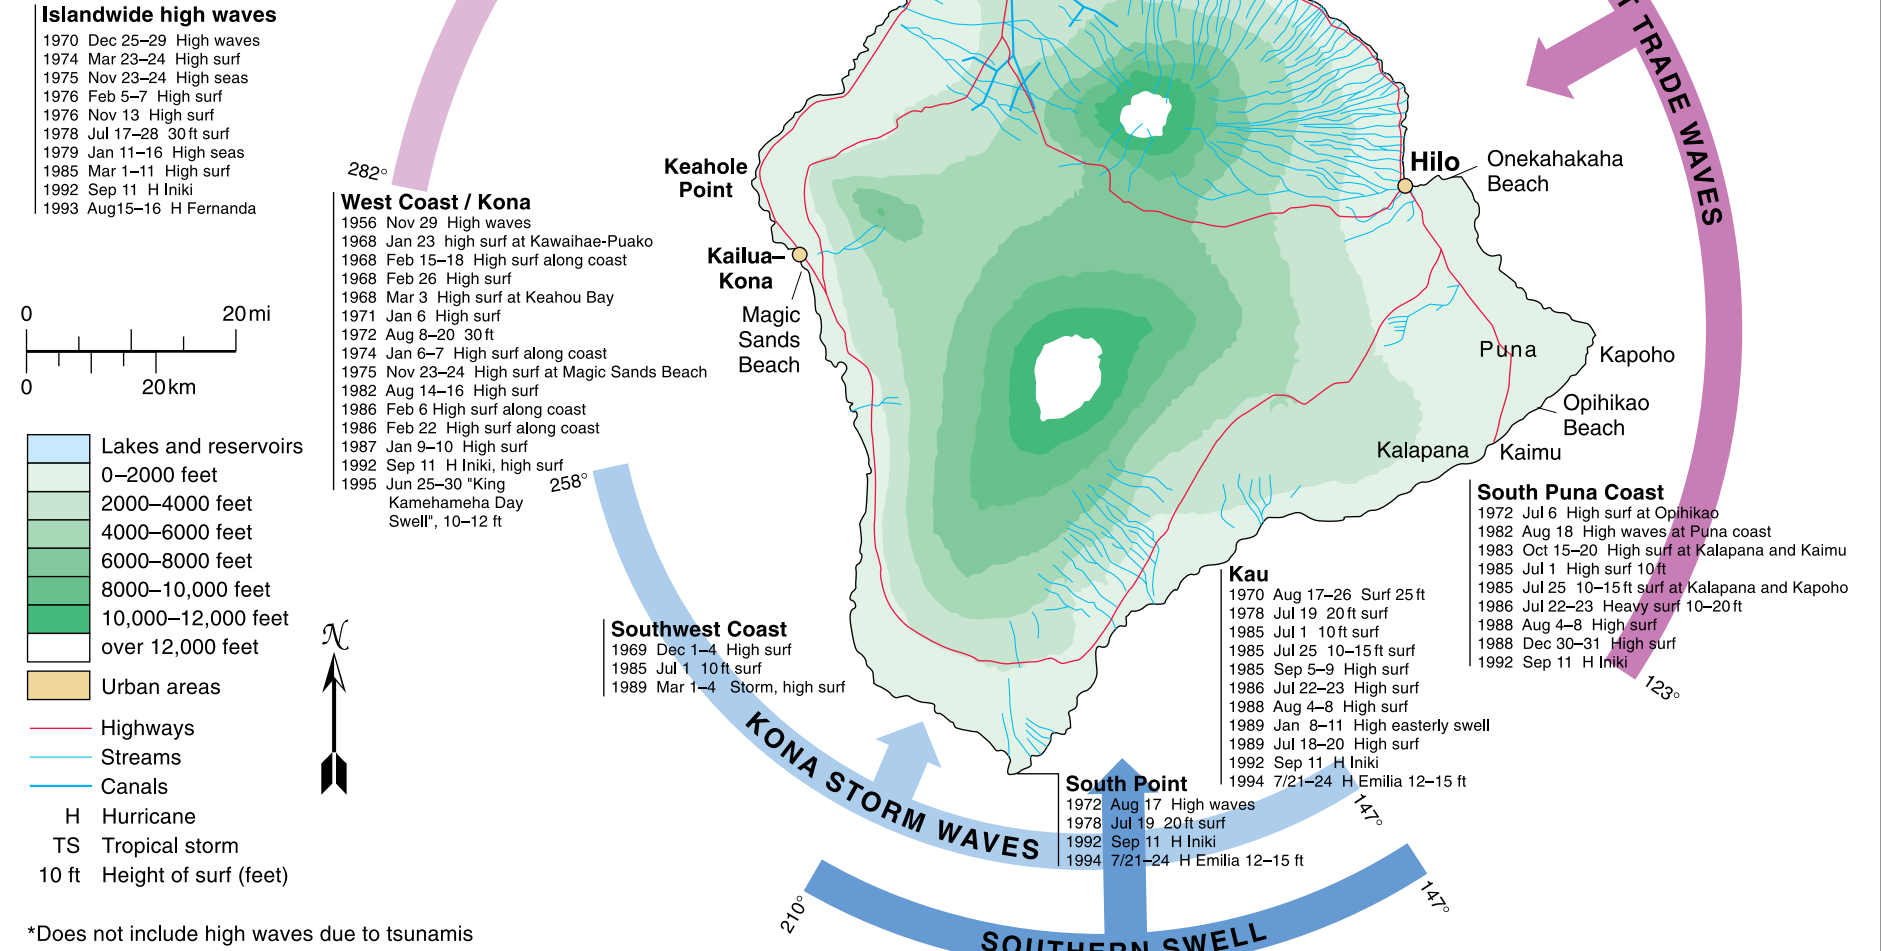 Islandwide high waves
1970 Dec 25–29 High waves
1974 Mar 23–24 High surf
1975 Nov 23–24 High seas
1976 Feb 5–7 High surf
1976 Nov 13 High surf
1978 Jul 17–28 30 ft surf
1979 Jan 11–16 High seas
1985 Mar 1–11 High surf
1992 Sep 11 H Iniki
1993 Aug15–16 H Fernanda
282°
West Coast / Kona
1956 Nov 29 High waves
1968 Jan 23 high surf at Kawaihae-Puako
1968 Feb 15–18 High surf along coast
1968 Feb 26 High surf
1968 Mar 3 High surf at Keahou Bay
1971 Jan 6 High surf
1972 Aug 8–20 30 ft
1974 Jan 6–7 High surf along coast
1975 Nov 23–24 High surf at Magic Sands Beach
1982 Aug 14–16 High surf
1986 Feb 6 High surf along coast
1986 Feb 22 High surf along coast
1987 Jan 9–10 High surf
1992 Sep 11 H Iniki, high surf
1995 Jun 25–30 "King
Kamehameha Day
Swell", 10–12 ft
258°
Keahole
Point
Kailua–
Kona
Magic
Sands
Beach
Hilo
Onekahakaha
Beach
T TRADE WAVES
Puna
Kapoho
Opihikao
Beach
Kalapana
Kaimu
0 20 mi
0 20 km
Lakes and reservoirs
0–2000 feet
2000–4000 feet
4000–6000 feet
6000–8000 feet
8000–10,000 feet
10,000–12,000 feet
over 12,000 feet
Urban areas
Highways
Streams
Canals
H Hurricane
TS Tropical storm
10 ft Height of surf (feet)
*Does not include high waves due to tsunamis
N
Southwest Coast
1969 Dec 1–4 High surf
1985 Jul 1 10 ft surf
1989 Mar 1–4 Storm, high surf
KONA STORM WAVES
South Point
1972 Aug 17 High waves
1978 Jul 19 20 ft surf
1992 Sep 11 H Iniki
1994 7/21–24 H Emilia 12–15 ft
Kau
1970 Aug 17–26 Surf 25 ft
1978 Jul 19 20 ft surf
1985 Jul 1 10 ft surf
1985 Jul 25 10–15 ft surf
1985 Sep 5–9 High surf
1986 Jul 22–23 High surf
1988 Aug 4–8 High surf
1989 Jan 8–11 High easterly swell
1989 Jul 18–20 High surf
1992 Sep 11 H Iniki
1994 7/21–24 H Emilia 12–15 ft
147°
South Puna Coast
1972 Jul 6 High surf at Opihikao
1982 Aug 18 High waves at Puna coast
1983 Oct 15–20 High surf at Kalapana and Kaimu
1985 Jul 1 High surf 10 ft
1985 Jul 25 10–15 ft surf at Kalapana and Kapoho
1986 Jul 22–23 Heavy surf 10–20 ft
1988 Aug 4–8 High surf
1988 Dec 30–31 High surf
1992 Sep 11 H Iniki
123°
210°
147°
SOUTHERN SWELL